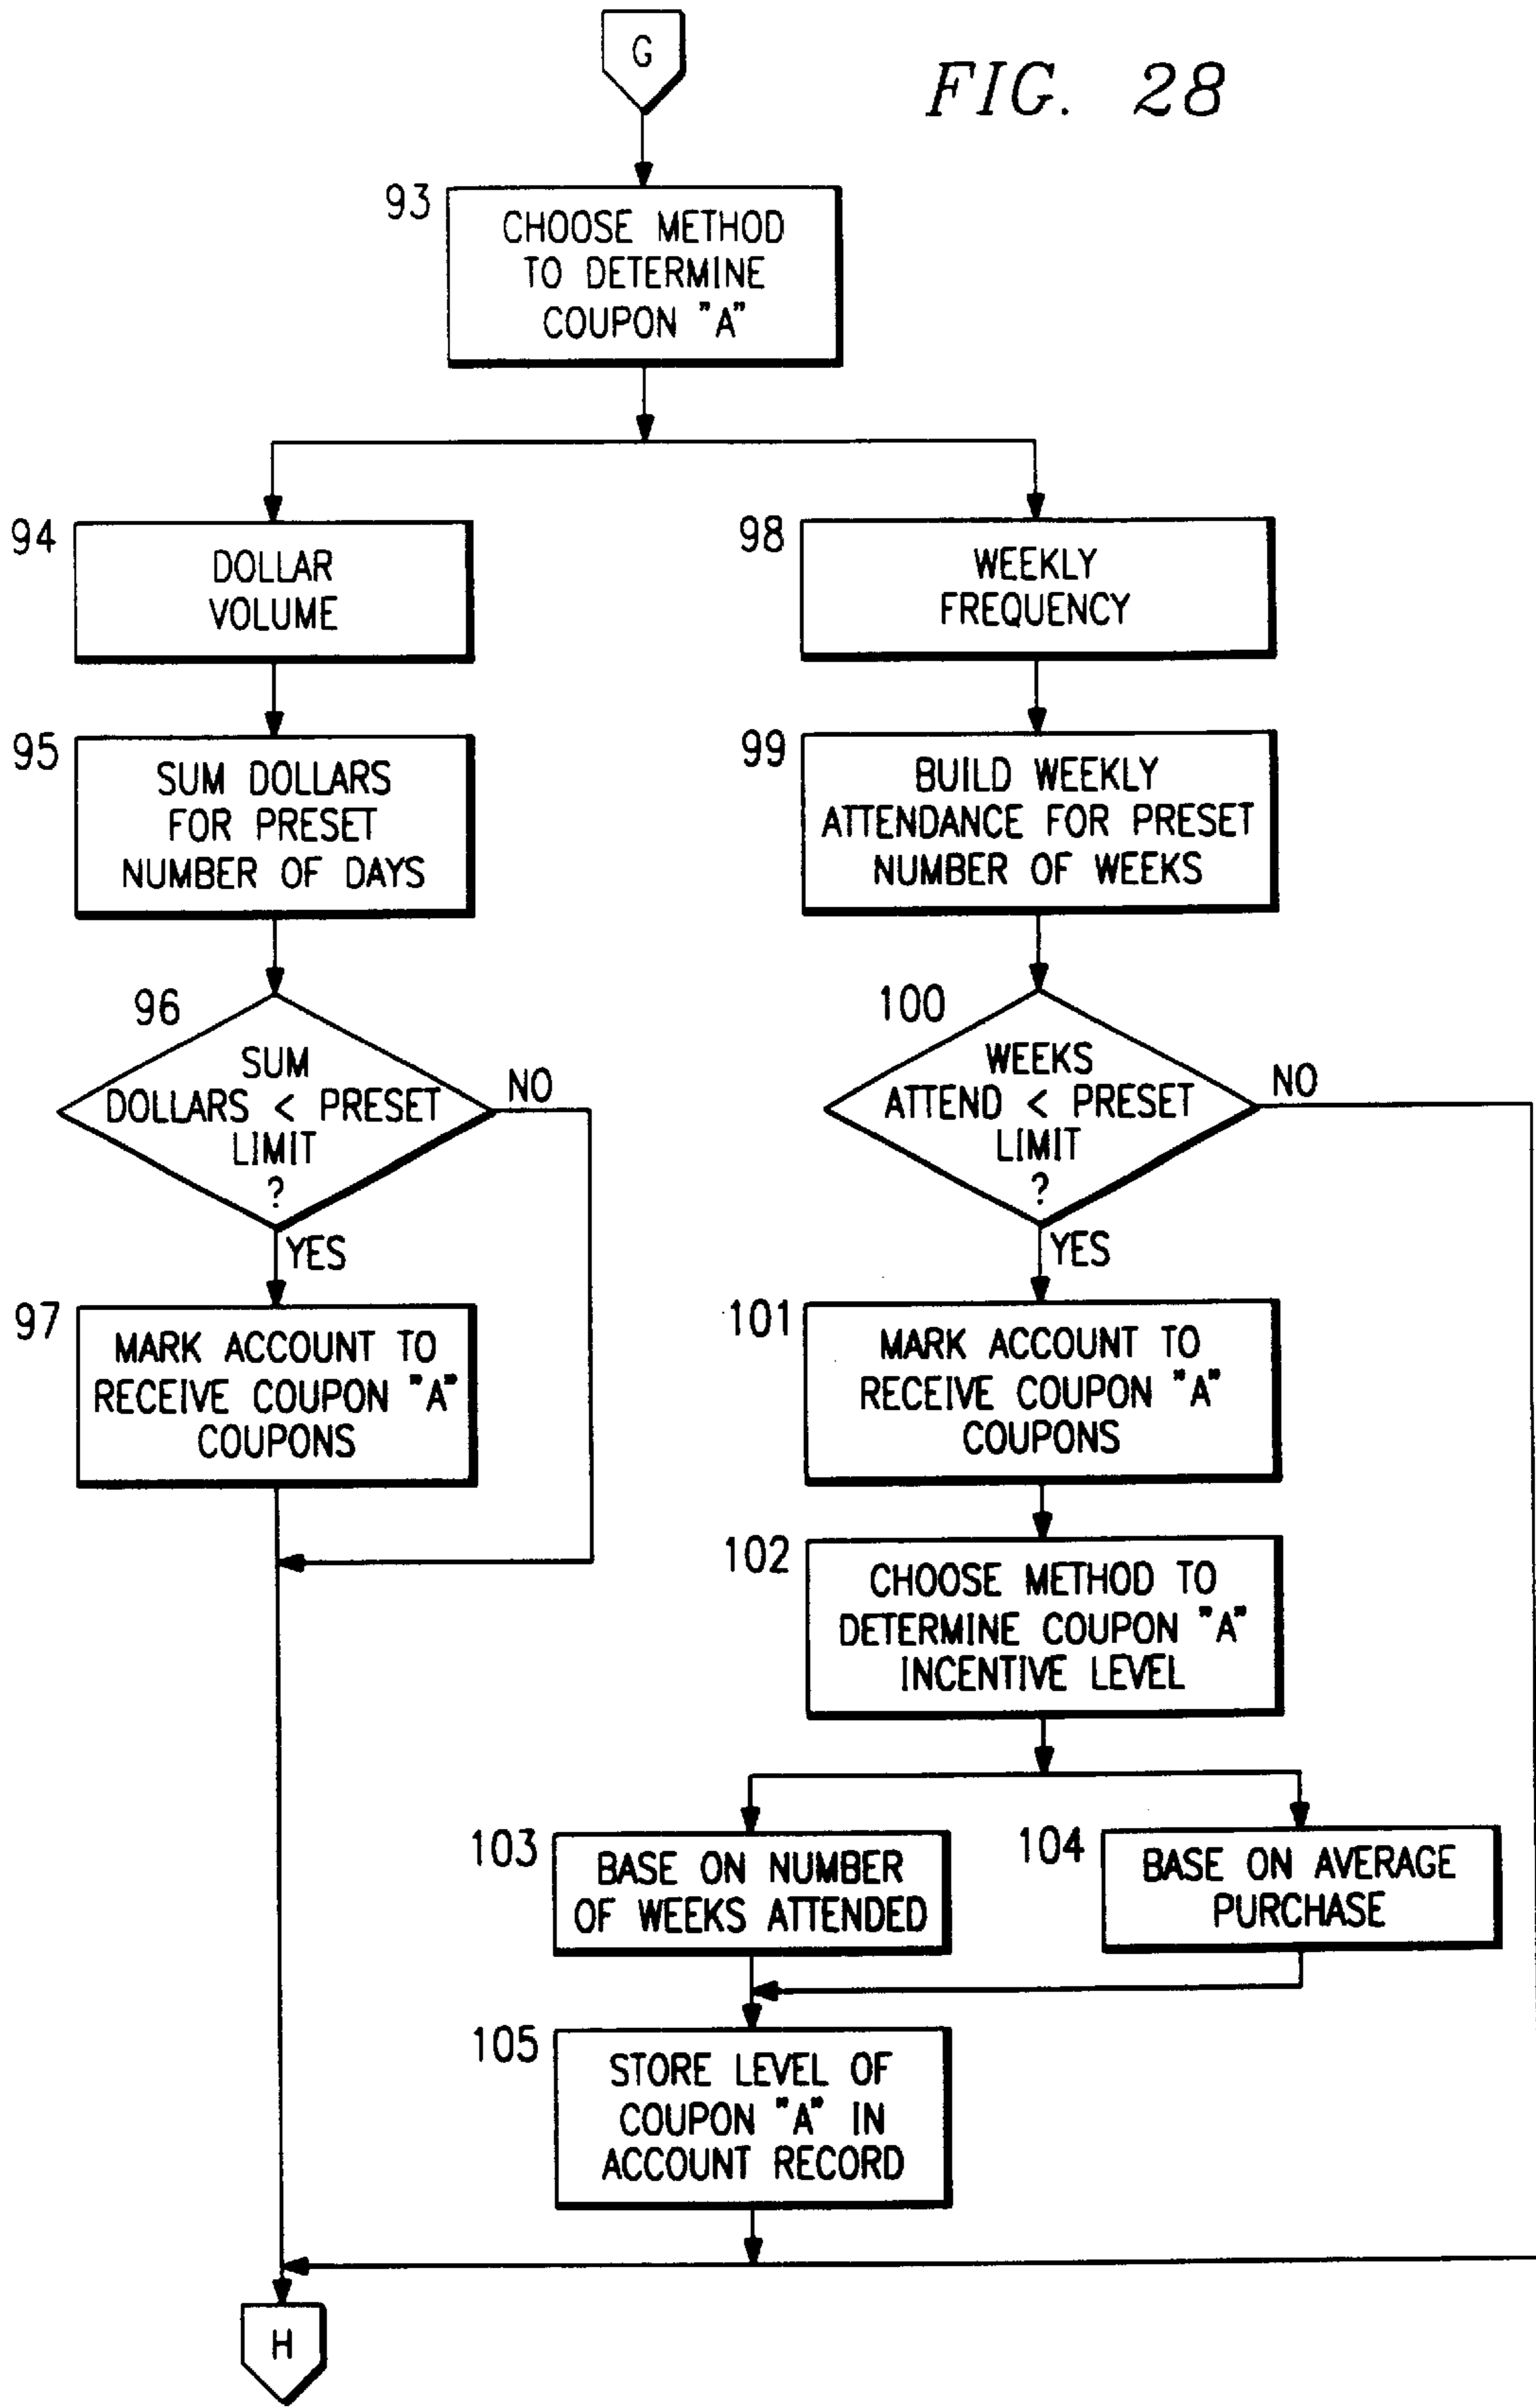 G
FIG. 28
93
CHOOSE METHOD
TO DETERMINE
COUPON "A"
94
DOLLAR
VOLUME
95
SUM DOLLARS
FOR PRESET
NUMBER OF DAYS
96
SUM
DOLLARS < PRESET
LIMIT
?
NO
YES
97
MARK ACCOUNT TO
RECEIVE COUPON "A"
COUPONS
98
WEEKLY
FREQUENCY
99
BUILD WEEKLY
ATTENDANCE FOR PRESET
NUMBER OF WEEKS
100
WEEKS
ATTEND < PRESET
LIMIT
?
NO
YES
101
MARK ACCOUNT TO
RECEIVE COUPON "A"
COUPONS
102
CHOOSE METHOD TO
DETERMINE COUPON "A"
INCENTIVE LEVEL
103
BASE ON NUMBER
OF WEEKS ATTENDED
104
BASE ON AVERAGE
PURCHASE
105
STORE LEVEL OF
COUPON "A" IN
ACCOUNT RECORD
H